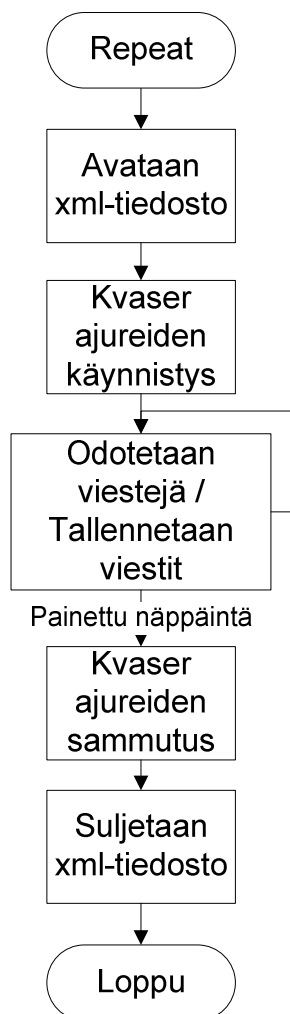 Repeat
Avataan
xml-tiedosto
Kvaser
ajureiden
käynnistys
Odotetaan
viestejä /
Tallennetaan
viestit
Painettu näppäintä
Kvaser
ajureiden
sammutus
Suljetaan
xml-tiedosto
Loppu